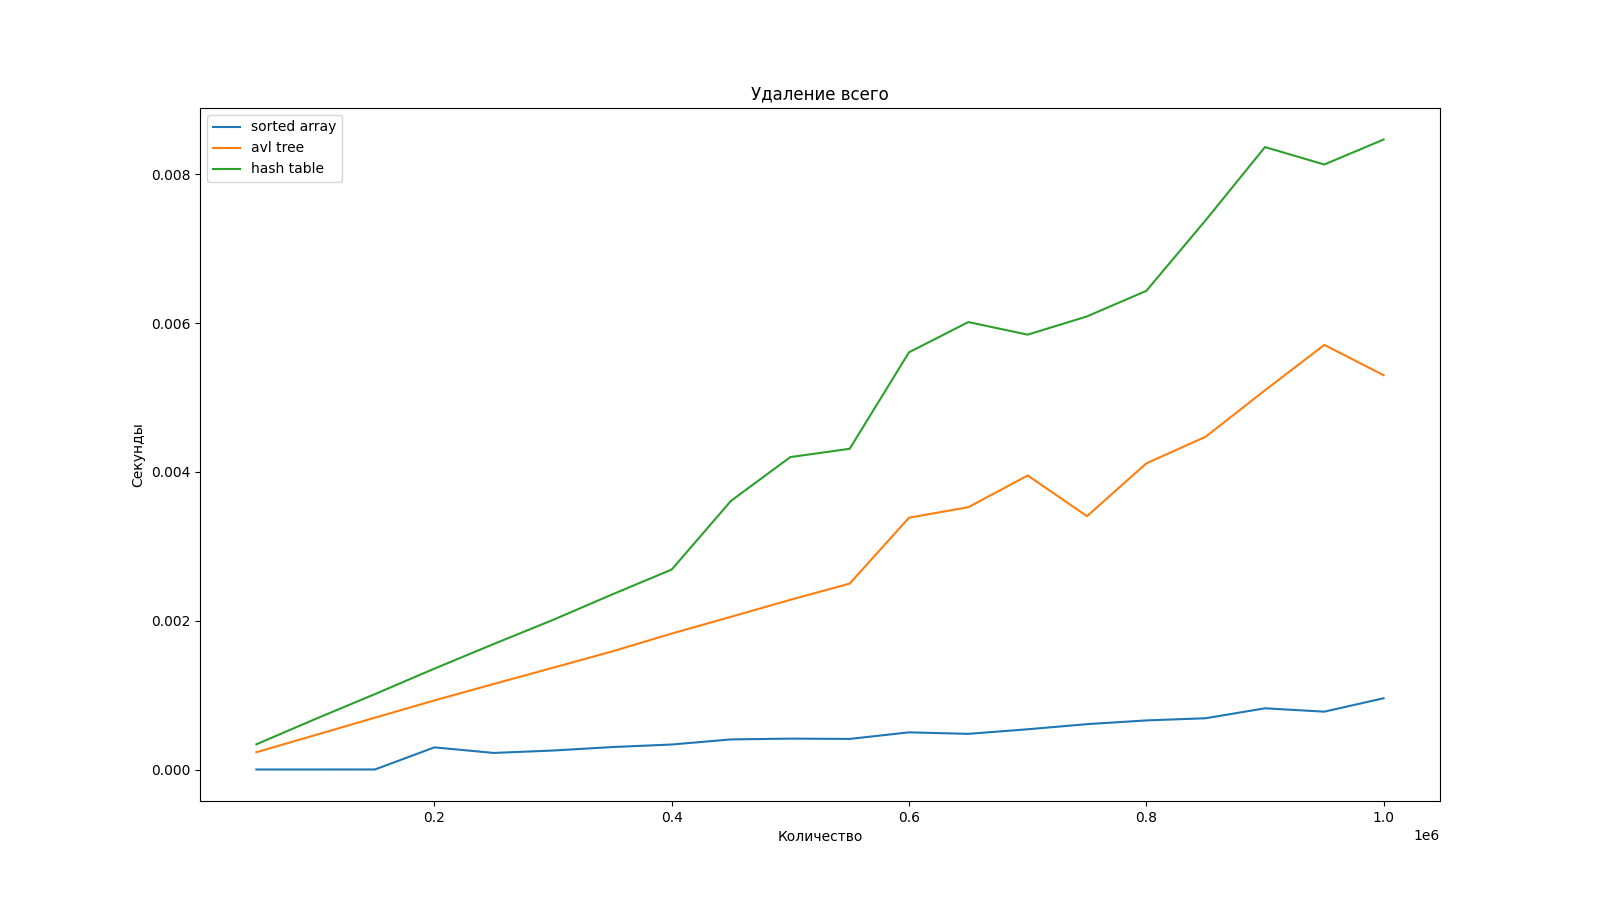 Удаление всего
sorted array
avl tree
hash table
0.008
0.006
0.004
0.002
0.000
Секунды
0.2
0.4
0.6
0.8
1.0
1e6
Количество